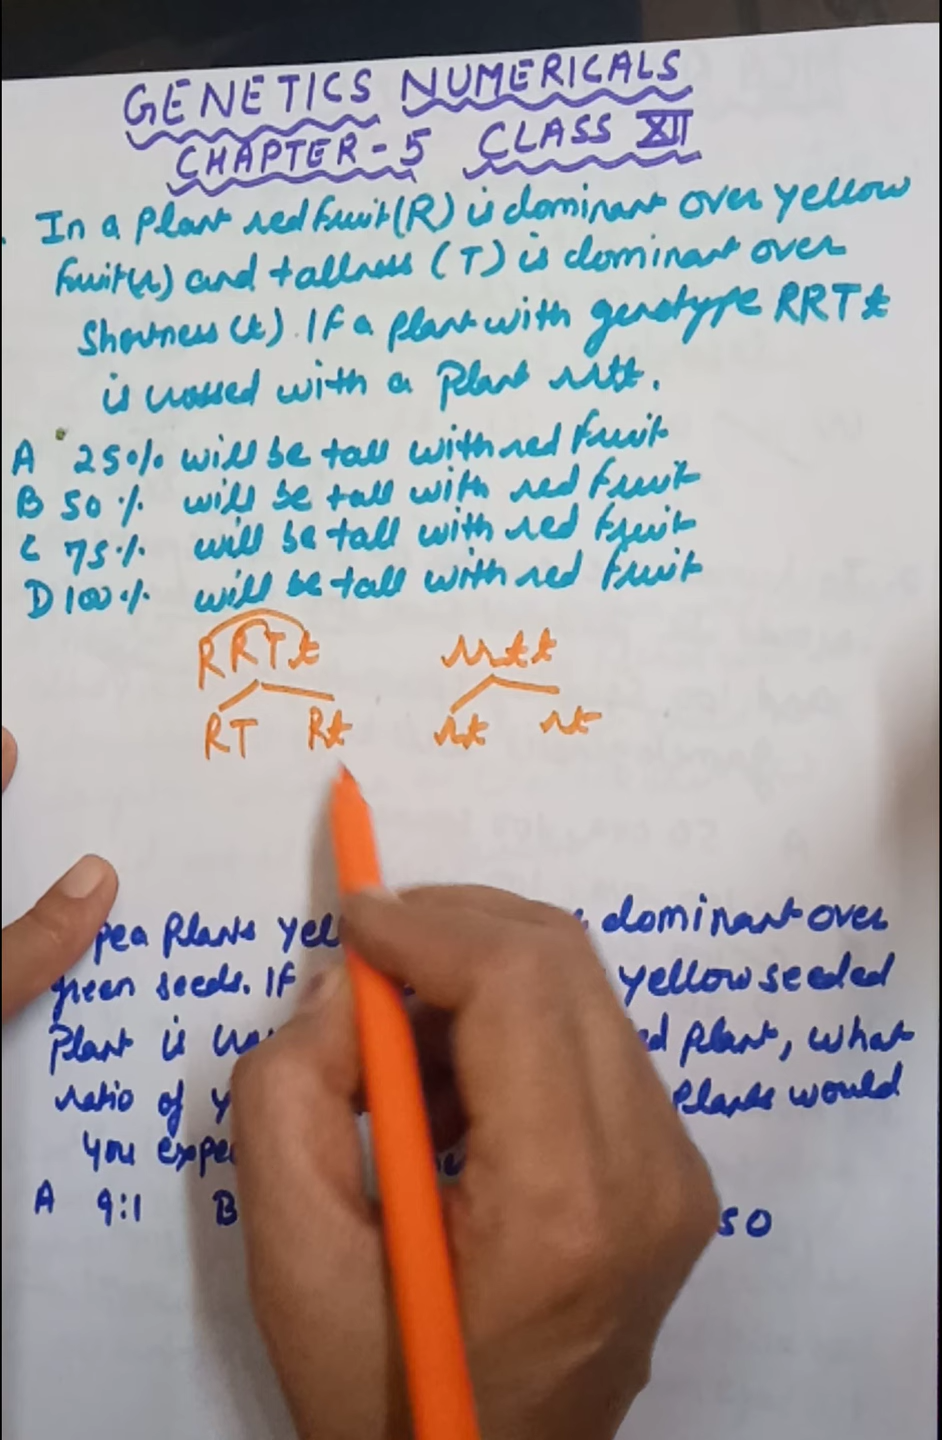 GENETICS NUMERICALS
CHAPTER-5 CLASS XII
In a plant red fruit(R) is dominant over yellow
fruit(r) and tallness (T) is dominant over
Shortness (t). If a plant with genotype RRTt
is crossed with a plant rrtt.
A 25% will be tall with red fruit
B 50% will be tall with red fruit
C 75% will be tall with red fruit
D 100% will be tall with red fruit
RRTt rrtt
RT Rt rt rt
pea plants dominant over
green seeds. If yellow seeded
Plant is plant, what
ratio of plants would
you
A 9:1 B 50